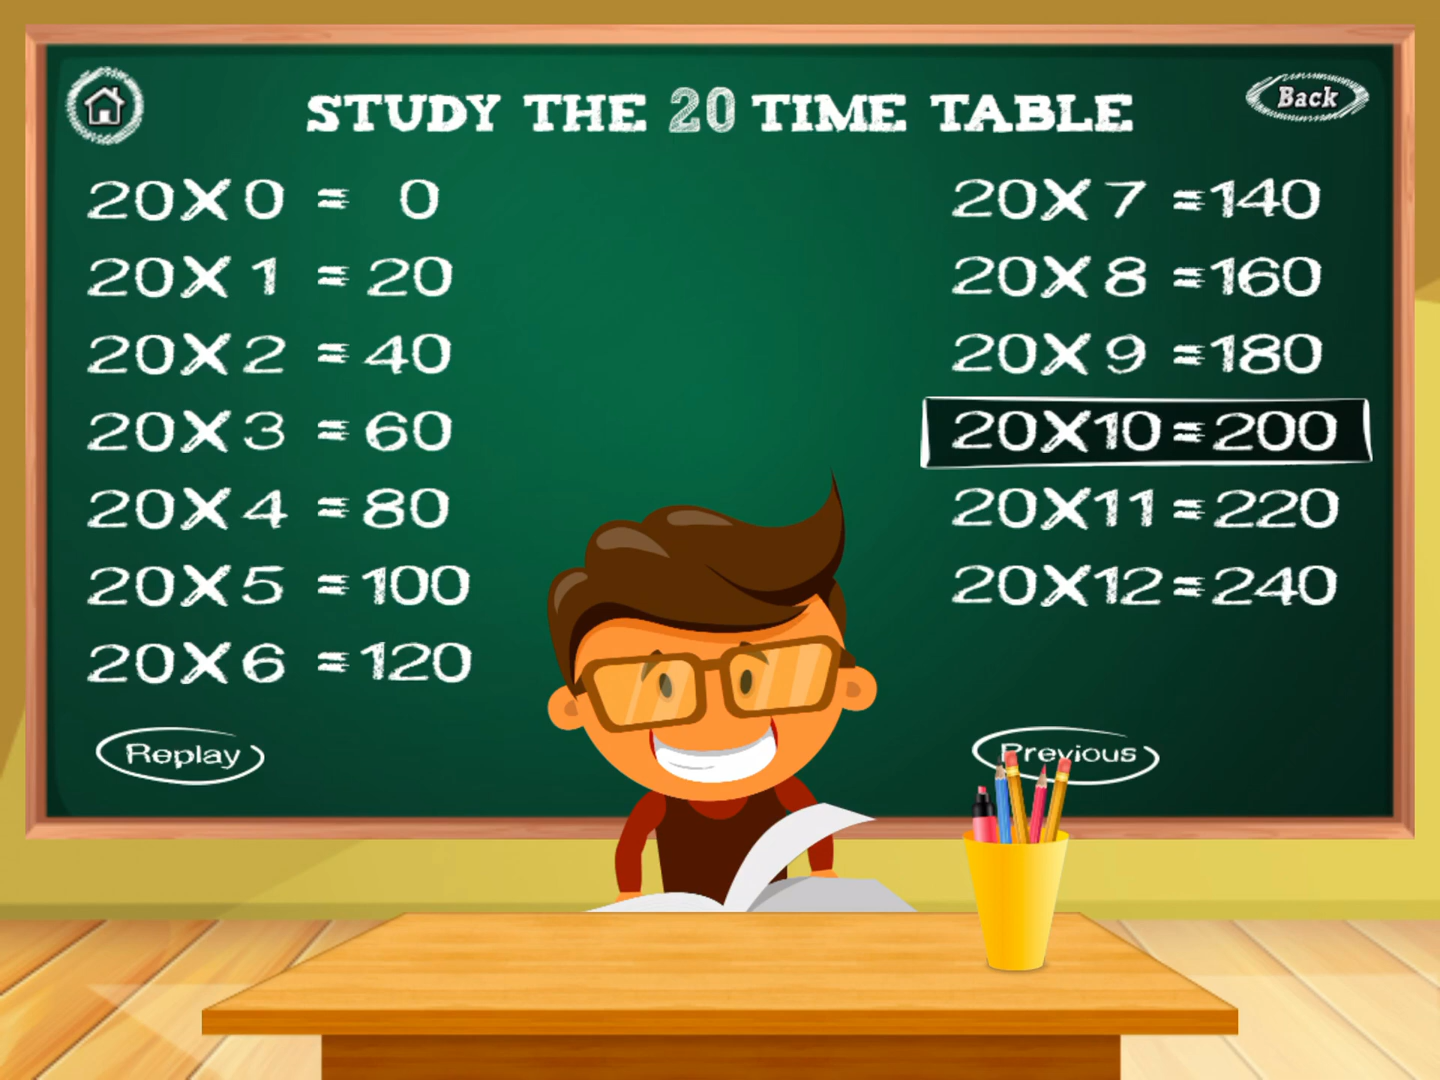 STUDY THE 20 TIME TABLE
Back
20X0 = 0
20X1 = 20
20X2 = 40
20X3 = 60
20X4 = 80
20X5 = 100
20X6 = 120
20X7 = 140
20X8 = 160
20X9 = 180
20X10 = 200
20X11 = 220
20X12 = 240
Replay
Previous